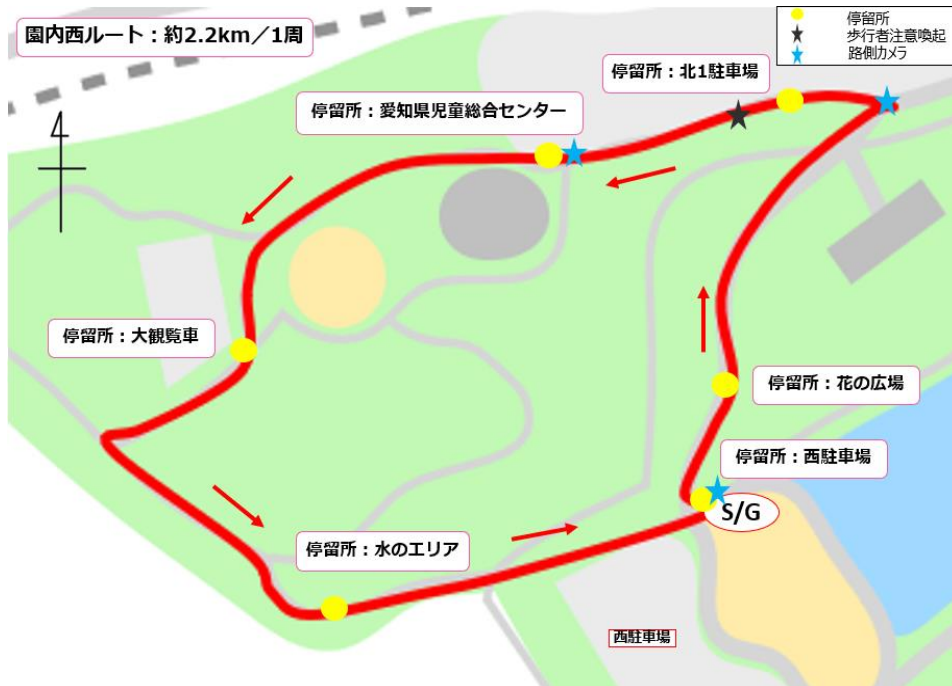 園内西ルート：約2.2km／1周
停留所
歩行者注意喚起
路側カメラ
停留所：北1駐車場
停留所：愛知県児童総合センター
4
停留所：大観覧車
停留所：花の広場
停留所：西駐車場
S/G
停留所：水のエリア
西駐車場